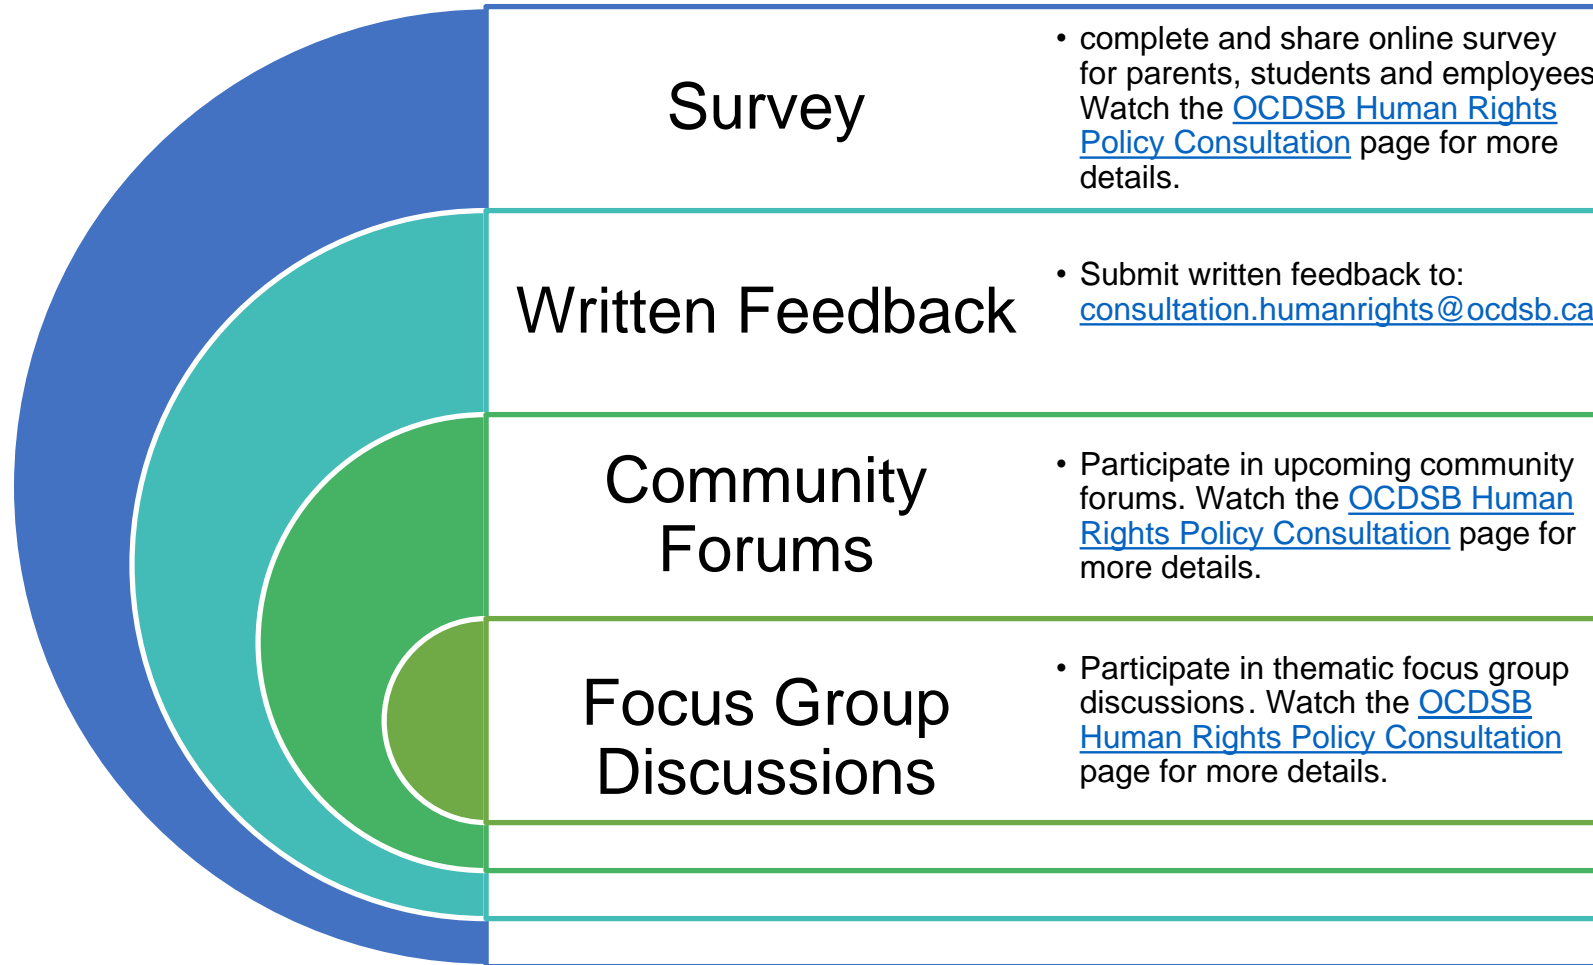 Survey
• complete and share online survey
for parents, students and employees
Watch the OCDSB Human Rights
Policy Consultation page for more
details.
Written Feedback
• Submit written feedback to:
consultation.humanrights@ocdsb.ca
Community
Forums
• Participate in upcoming community
forums. Watch the OCDSB Human
Rights Policy Consultation page for
more details.
Focus Group
Discussions
• Participate in thematic focus group
discussions. Watch the OCDSB
Human Rights Policy Consultation
page for more details.